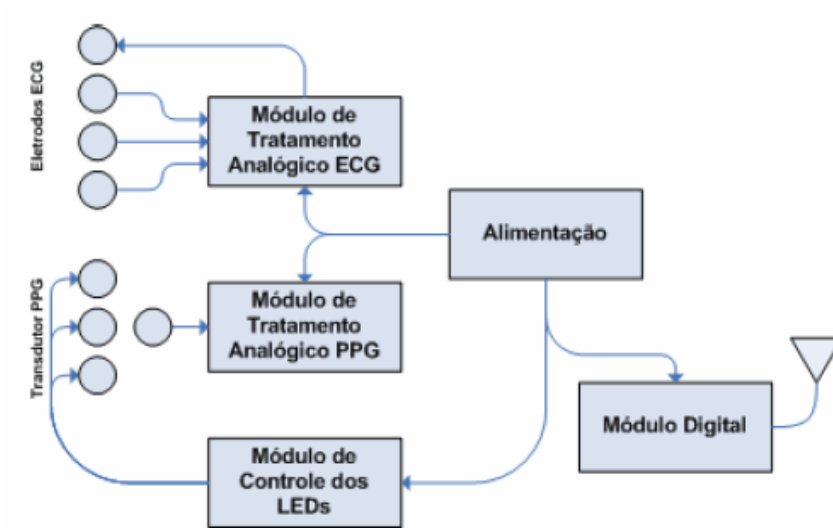 Eletrodos ECG
Módulo de
Tratamento
Analógico ECG
Alimentação
Transdutor PPG
Módulo de
Tratamento
Analógico PPG
Módulo Digital
Módulo de
Controle dos
LEDs